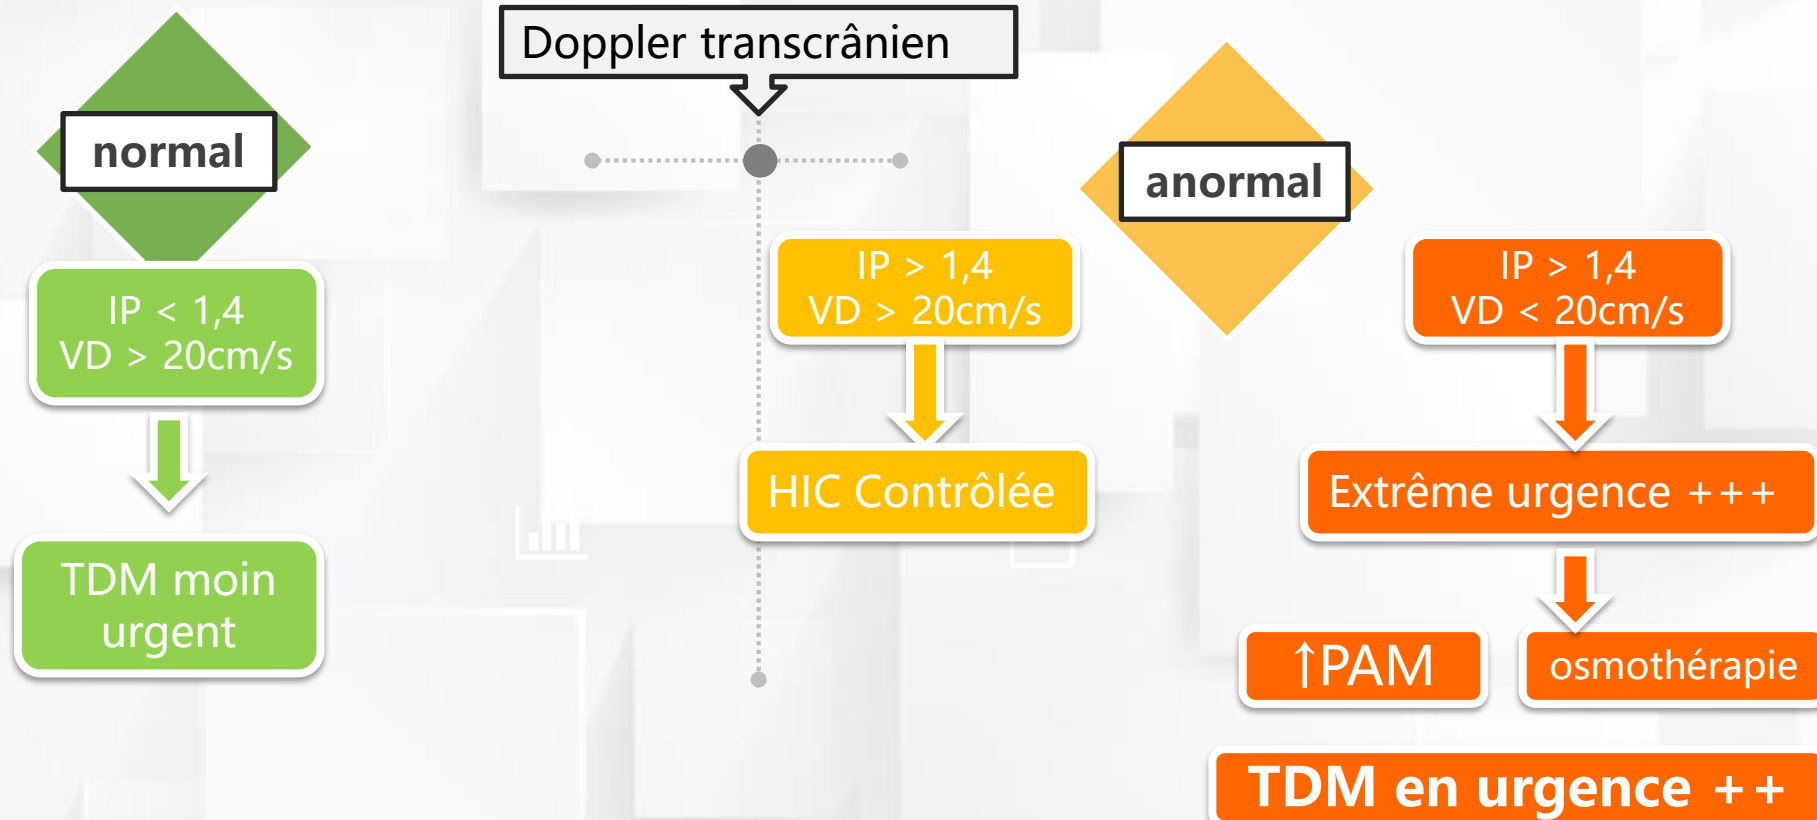 Doppler transcrânien
normal
IP < 1,4
VD > 20cm/s
TDM moin
urgent
anormal
IP > 1,4
VD > 20cm/s
HIC Contrôlée
IP > 1,4
VD < 20cm/s
Extrême urgence +++
↑PAM
osmothérapie
TDM en urgence ++